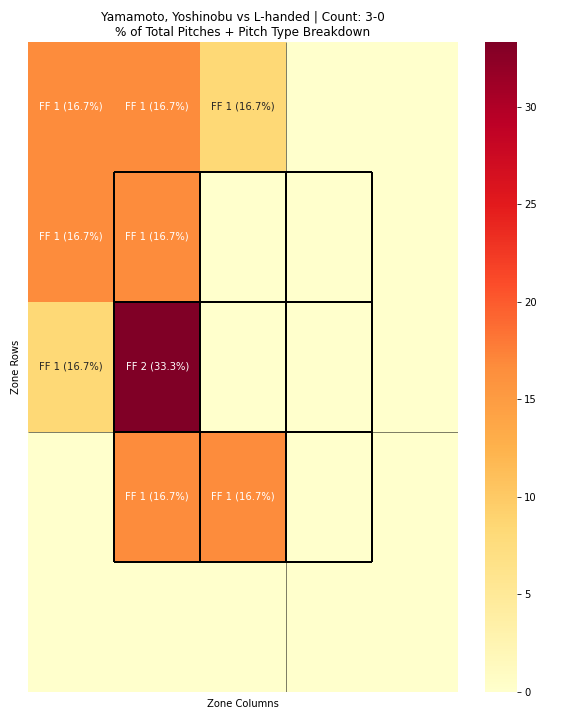 Yamamoto, Yoshinobu vs L-handed | Count: 3-0
% of Total Pitches + Pitch Type Breakdown
FF 1 (16.7%) FF 1 (16.7%) FF 1 (16.7%)
FF 1 (16.7%) FF 1 (16.7%)
FF 1 (16.7%) FF 2 (33.3%)
FF 1 (16.7%) FF 1 (16.7%)
Zone Rows
Zone Columns
30
25
20
15
10
5
0